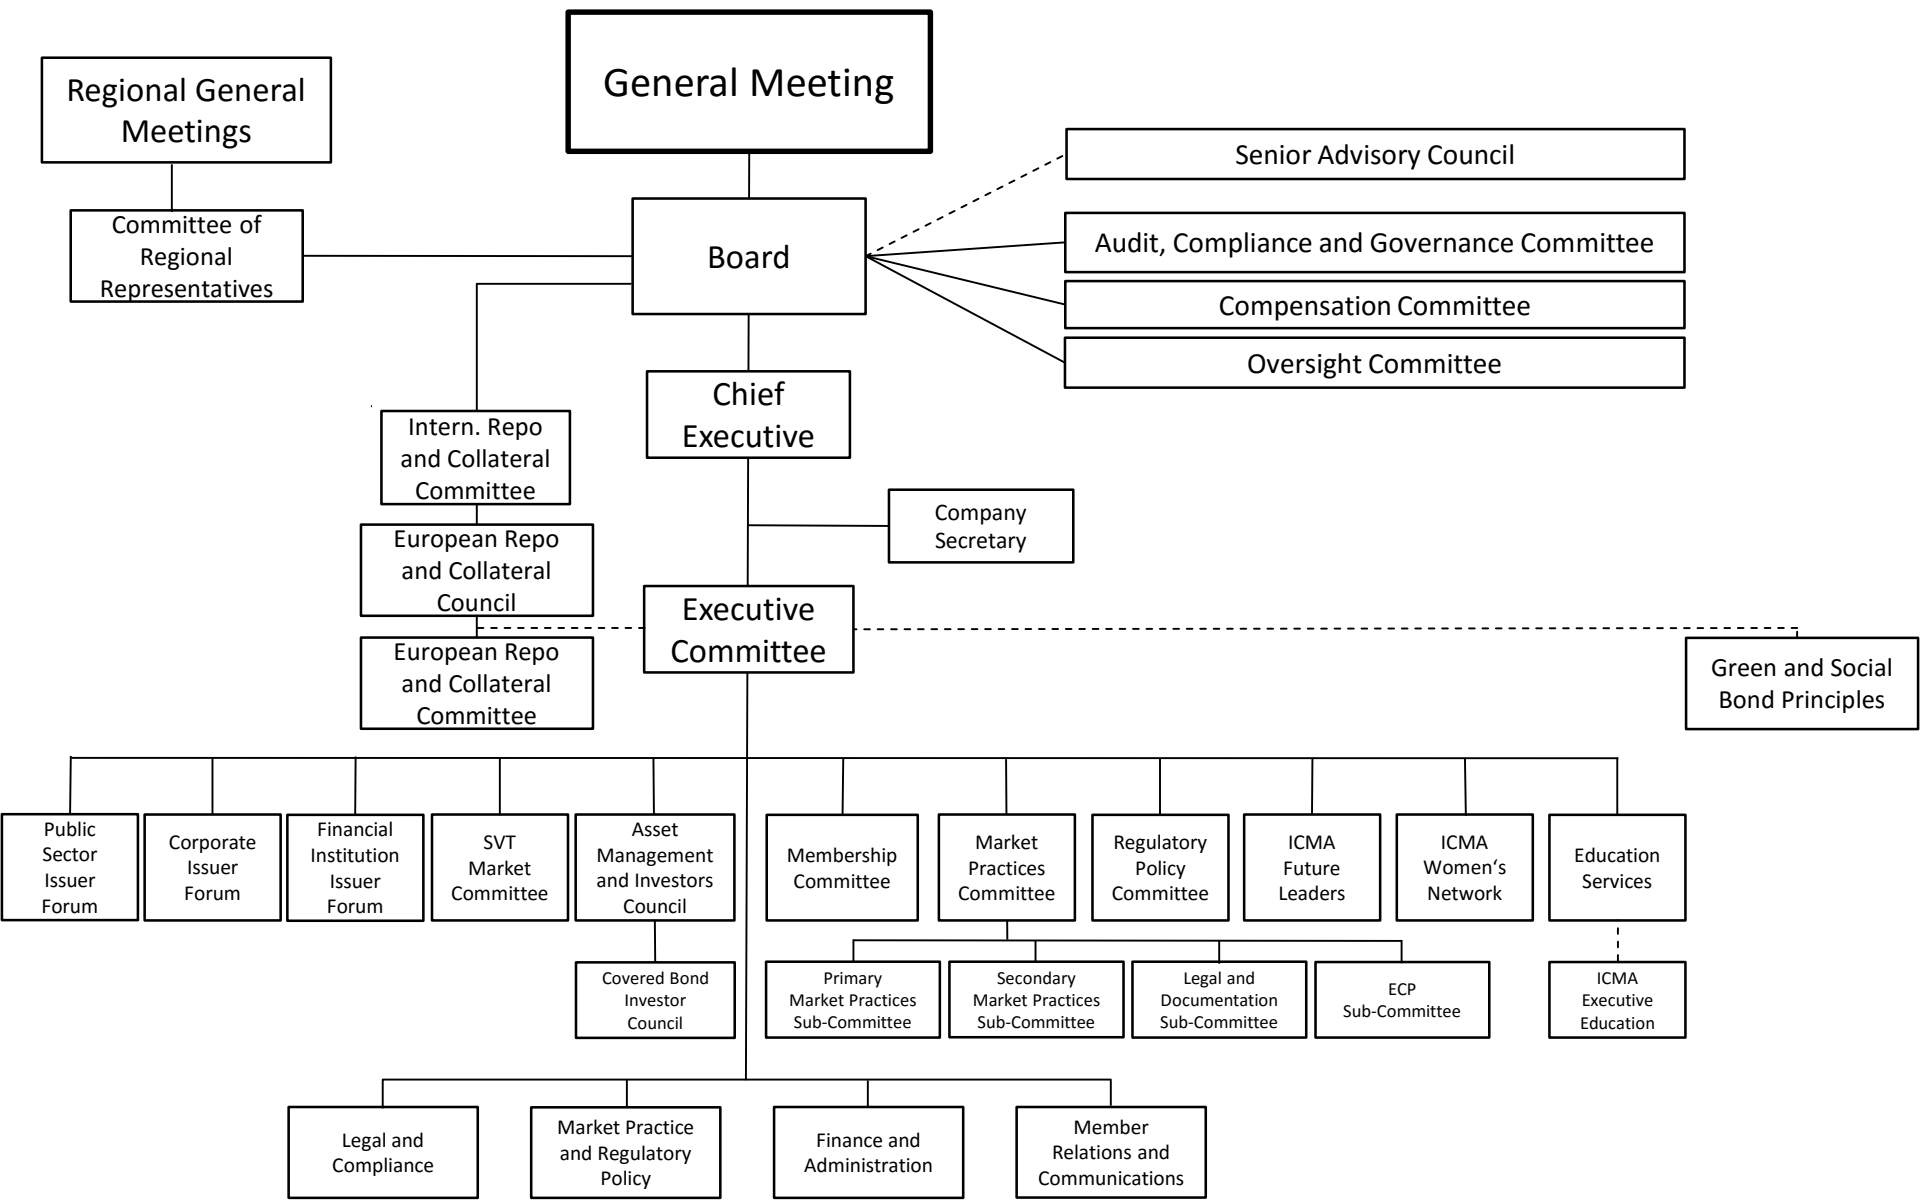 General Meeting
Regional General
Meetings
Senior Advisory Council
Committee of
Regional
Representatives
Board
Audit, Compliance and Governance Committee
Compensation Committee
Oversight Committee
Chief
Executive
Intern. Repo
and Collateral
Committee
Company
Secretary
European Repo
and Collateral
Council
Executive
Committee
European Repo
and Collateral
Committee
Green and Social
Bond Principles
Public
Sector
Issuer
Forum
Corporate
Issuer
Forum
Financial
Institution
Issuer
Forum
SVT
Market
Committee
Asset
Management
and Investors
Council
Membership
Committee
Market
Practices
Committee
Regulatory
Policy
Committee
ICMA
Future
Leaders
ICMA
Women‘s
Network
Education
Services
Covered Bond
Investor
Council
Primary
Market Practices
Sub-Committee
Secondary
Market Practices
Sub-Committee
Legal and
Documentation
Sub-Committee
ECP
Sub-Committee
ICMA
Executive
Education
Legal and
Compliance
Market Practice
and Regulatory
Policy
Finance and
Administration
Member
Relations and
Communications